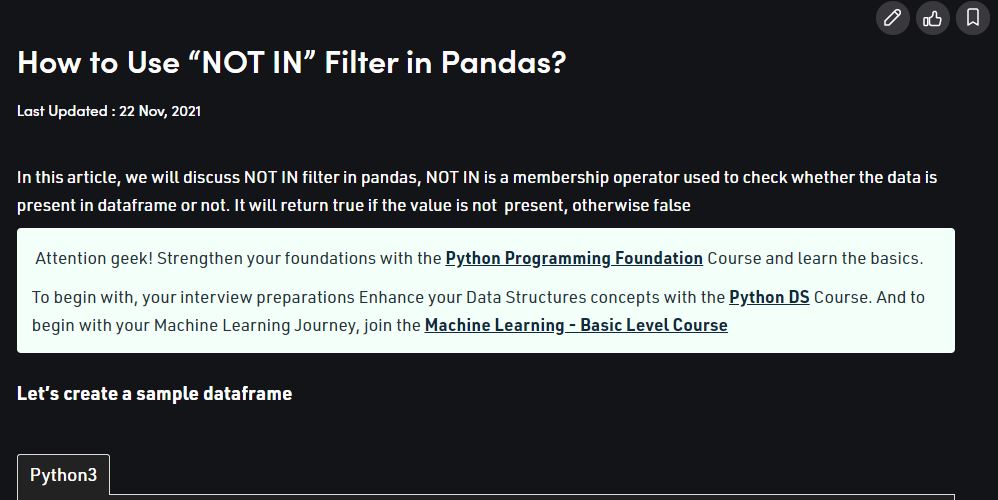 How to Use “NOT IN” Filter in Pandas?
Last Updated : 22 Nov, 2021
In this article, we will discuss NOT IN filter in pandas, NOT IN is a membership operator used to check whether the data is
present in dataframe or not. It will return true if the value is not  present, otherwise false
Attention geek! Strengthen your foundations with the Python Programming Foundation Course and learn the basics.
To begin with, your interview preparations Enhance your Data Structures concepts with the Python DS Course. And to
begin with your Machine Learning Journey, join the Machine Learning - Basic Level Course
Let’s create a sample dataframe
Python3